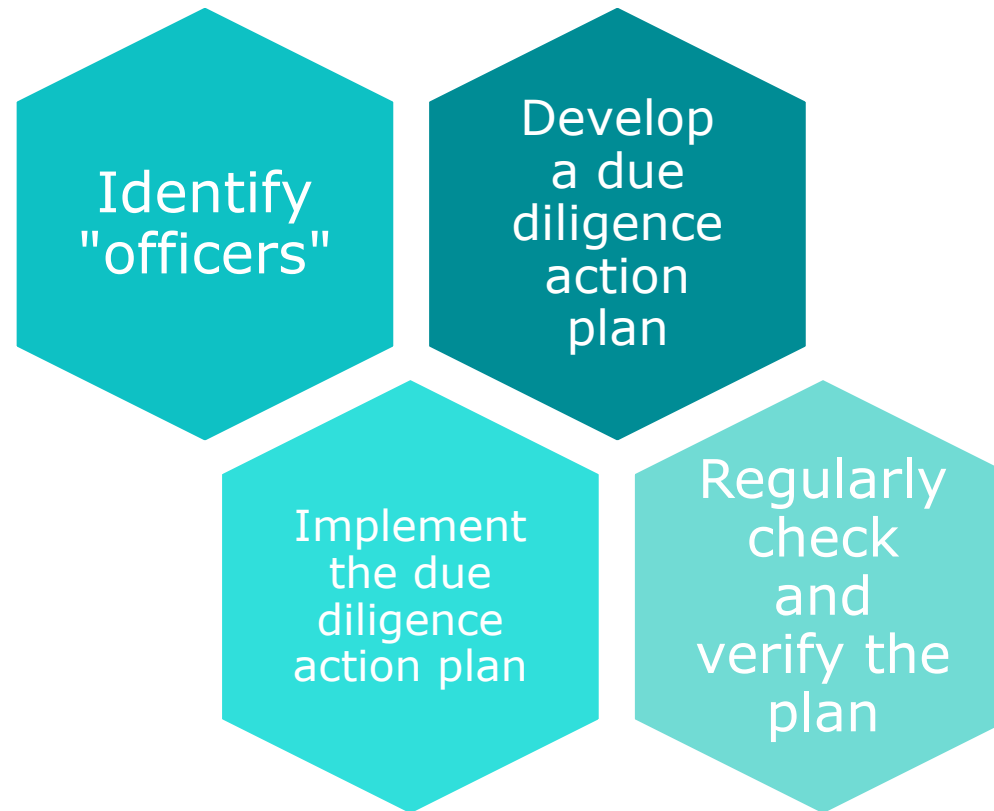 Identify
"officers"
Develop
a due
diligence
action
plan
Implement
the due
diligence
action plan
Regularly
check
and
verify the
plan